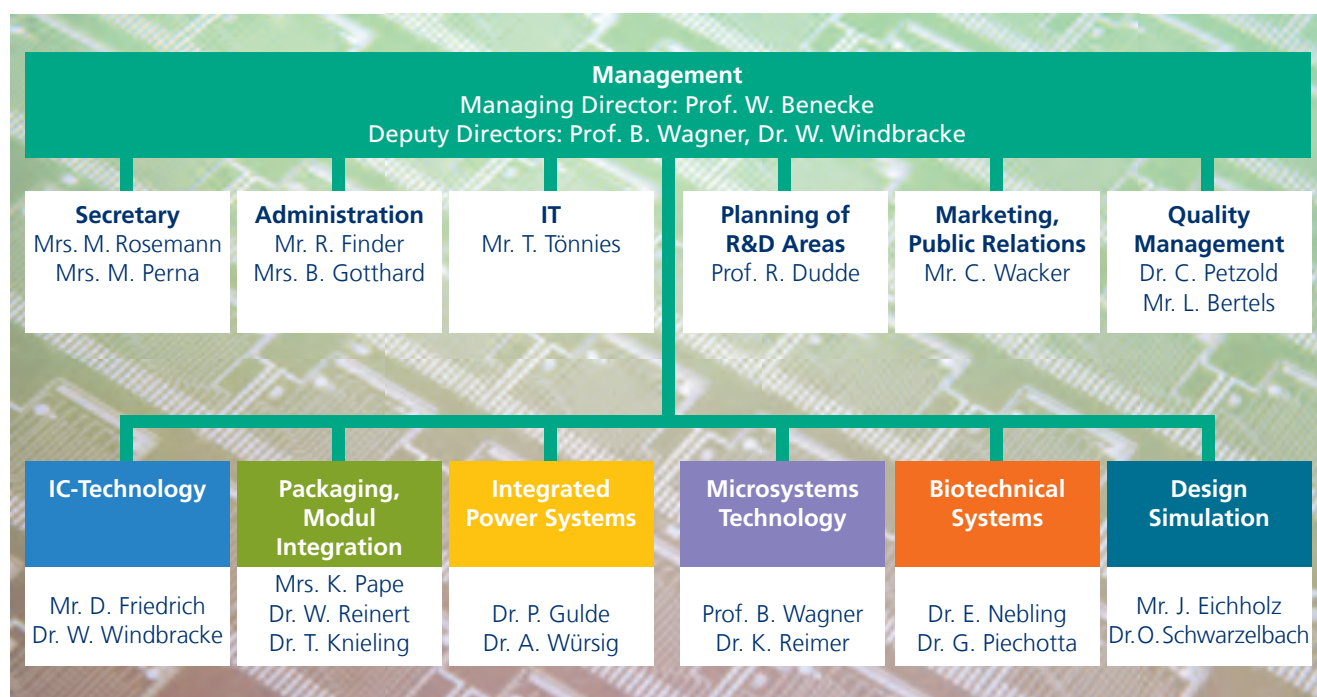 Management
Managing Director: Prof. W. Benecke
Deputy Directors: Prof. B. Wagner, Dr. W. Windbracke
Secretary
Mrs. M. Rosemann
Mrs. M. Perna
Administration
Mr. R. Finder
Mrs. B. Gotthard
IT
Mr. T. Tönnies
Planning of
R&D Areas
Prof. R. Dudde
Marketing,
Public Relations
Mr. C. Wacker
Quality
Management
Dr. C. Petzold
Mr. L. Bertels
IC-Technology
Mr. D. Friedrich
Dr. W. Windbracke
Packaging,
Modul
Integration
Mrs. K. Pape
Dr. W. Reinert
Dr. T. Knieling
Integrated
Power Systems
Dr. P. Gulde
Dr. A. Würsig
Microsystems
Technology
Prof. B. Wagner
Dr. K. Reimer
Biotechnical
Systems
Dr. E. Nebling
Dr. G. Piechotta
Design
Simulation
Mr. J. Eichholz
Dr.O.Schwarzelbach